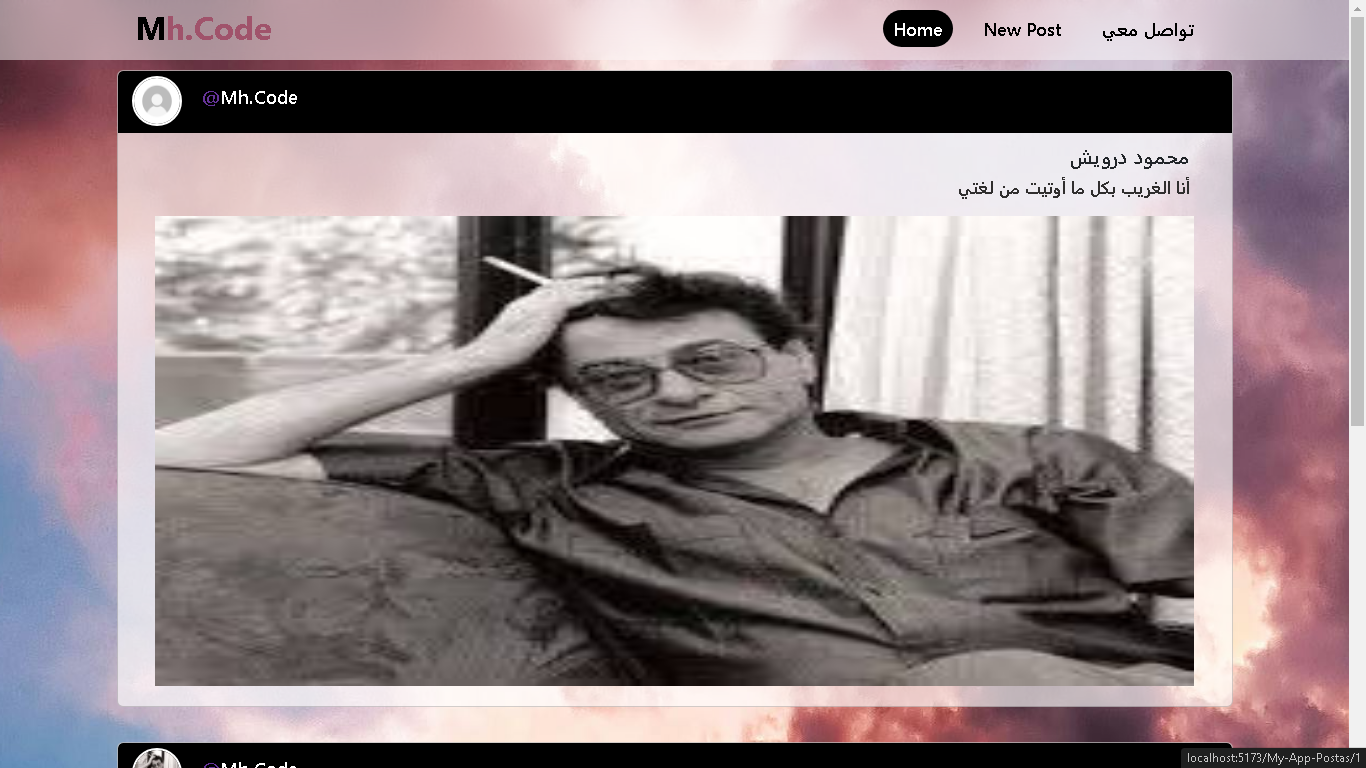 Mh.Code
Home
New Post
تواصل معي
@Mh.Code
محمود درويش
أنا الغريب بكل ما أوتيت من لغتي
@Mh.Code
localhost:5173/My-App-Postas/1